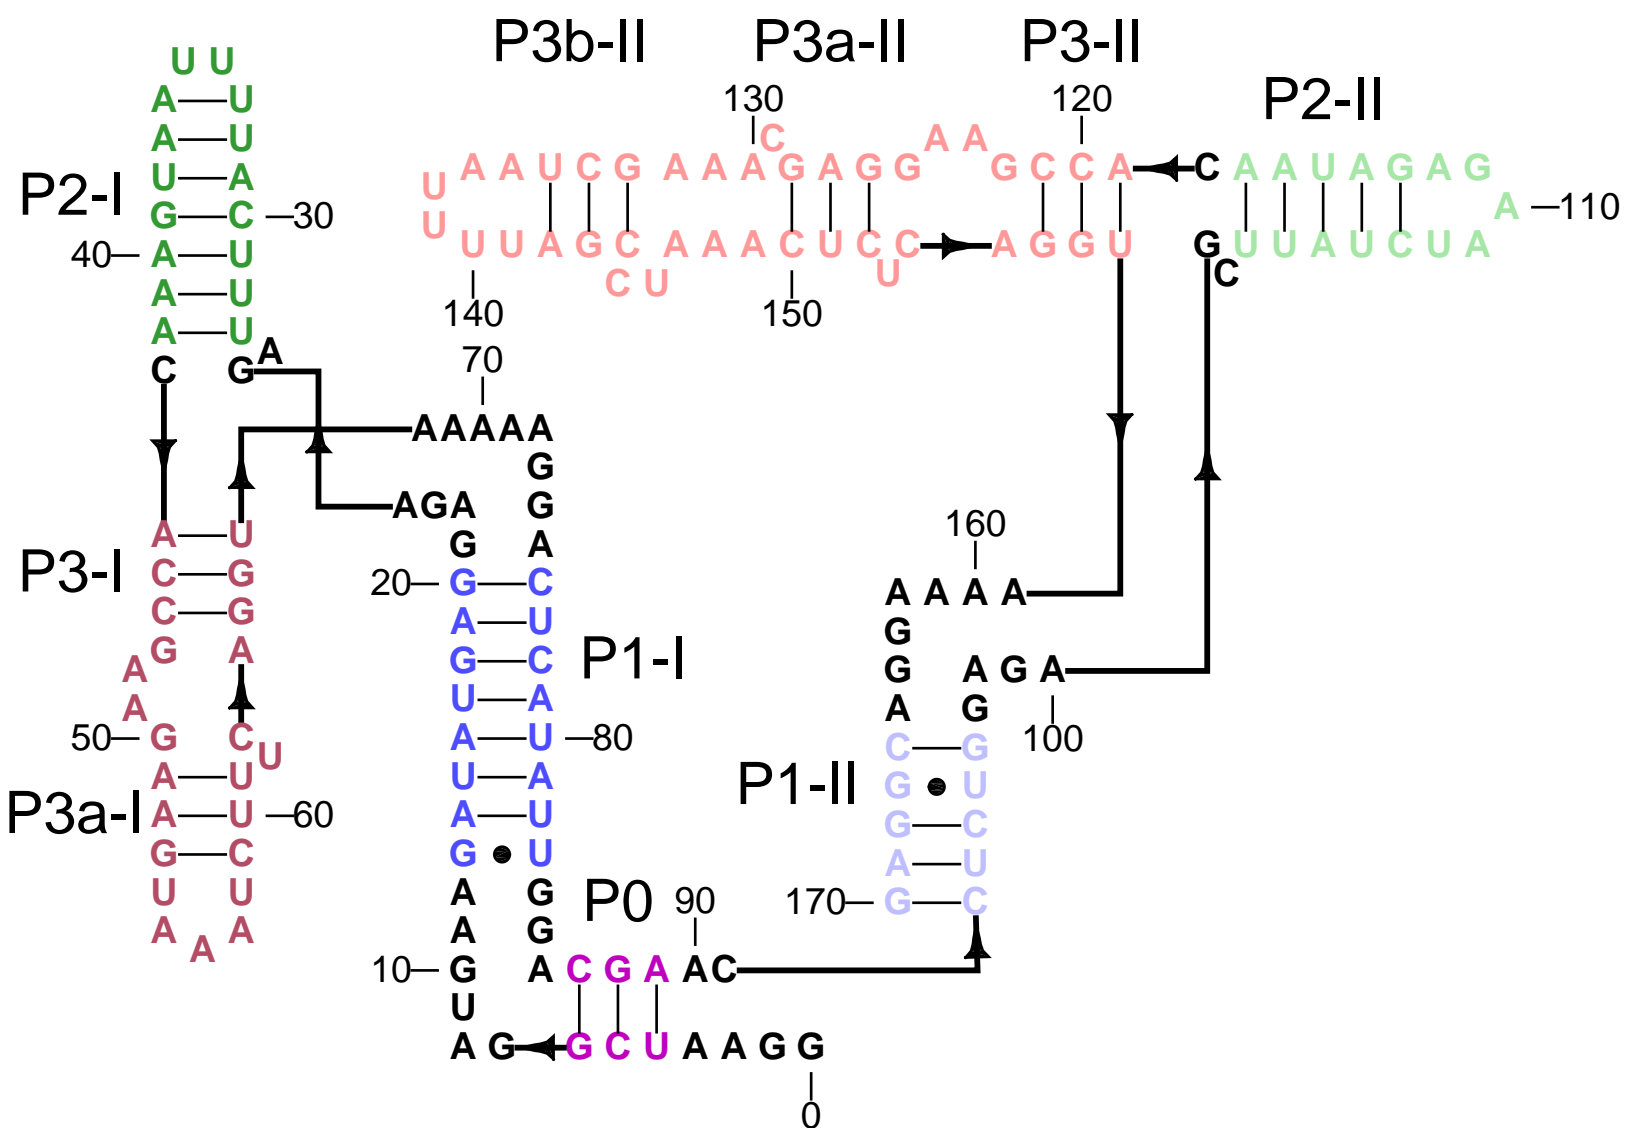 P3b-II P3a-II P3-II
P2-II
130 120
U U
A U
A U
U A
G C 30
40 A U
A U
A U
C G A
P2-I
C A A
U A A U C G A A A G A G G G C C A C A A U A G A G
A 110
U U U U A G C A A A C U C C A G G U G U U A U C U A
C U U C
140 150
70
A A A A A
G
A G A G
G A
20 G C
A U
G C
U A
A U 80
U A
A U
G U
A G
A G
P1-I
P0 90
10 G A C G A A C
U
A G G C U A A G G
0
A U
C G
C G
G A
A
A
50 G C U
A U
A U 60
G C
U U
A A A
P3-I
P3a-I
160
A A A A
G
G A G A
A G 100
C G
G U
G C
A U
170 G C
P1-II